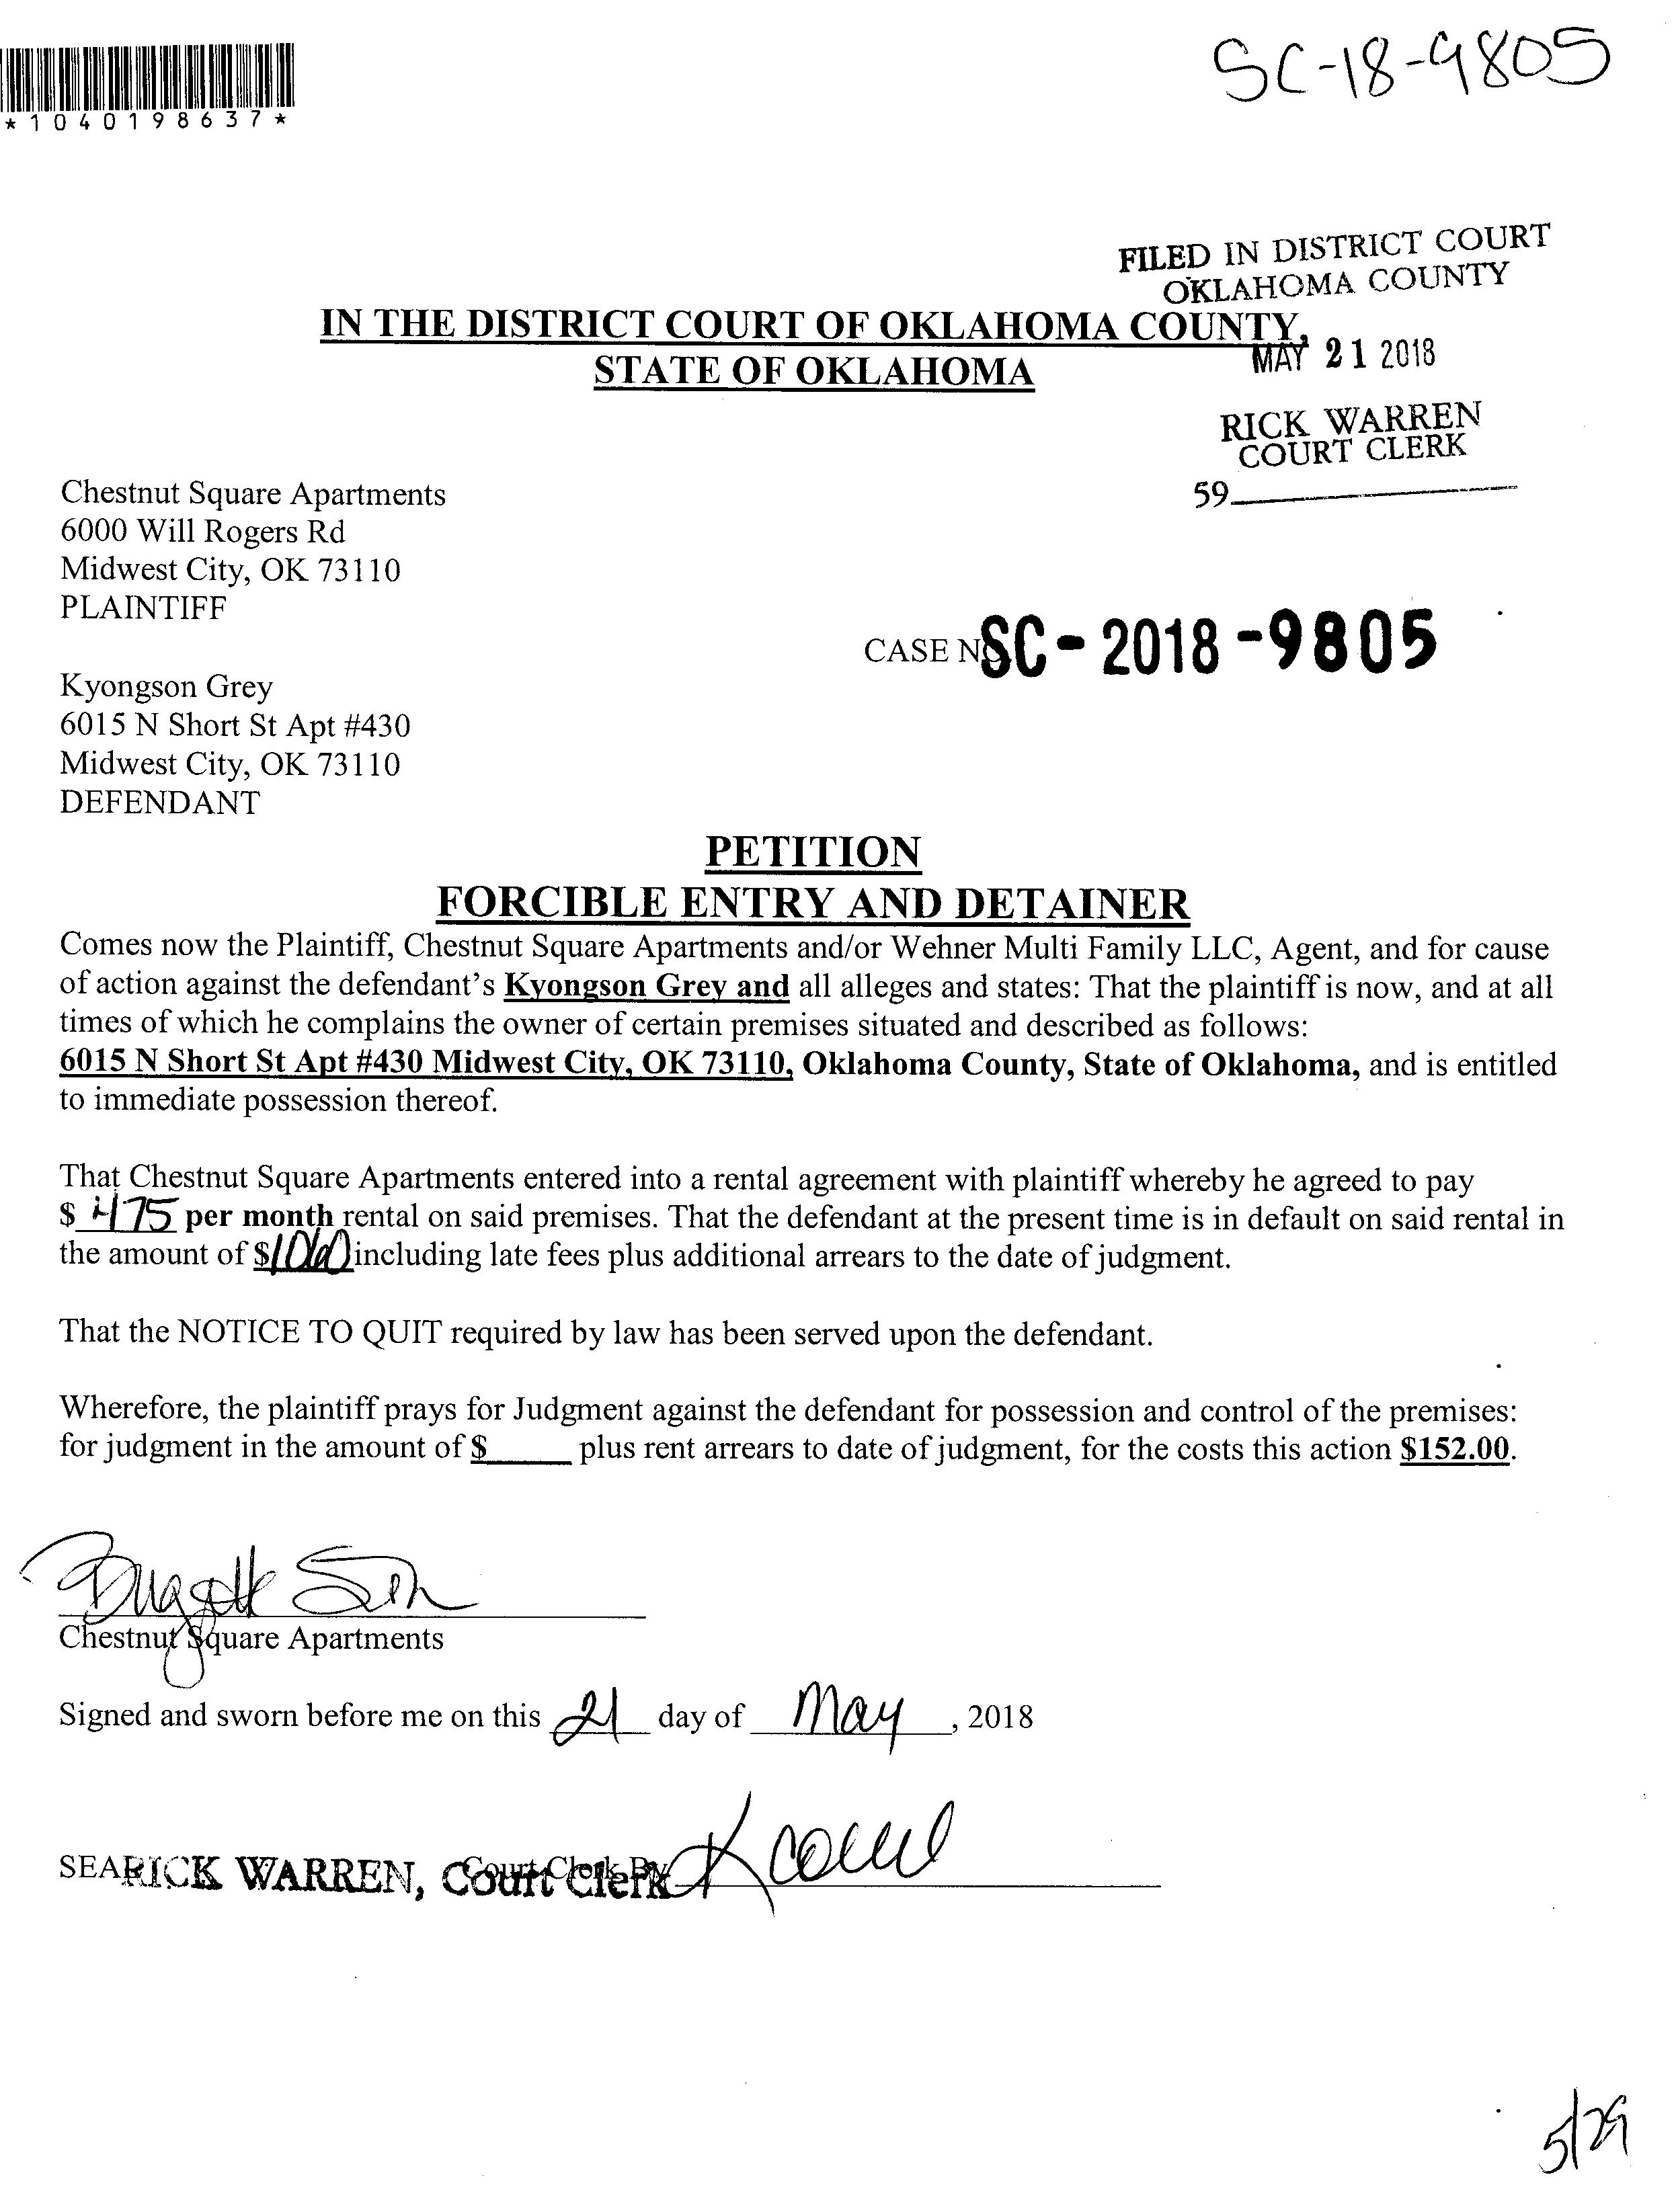 SC-18-9805
*1040198637*
FILED IN DISTRICT COURT
OKLAHOMA COUNTY
IN THE DISTRICT COURT OF OKLAHOMA COUNTY,
STATE OF OKLAHOMA
MAY 21 2018
RICK WARREN
COURT CLERK
59
Chestnut Square Apartments
6000 Will Rogers Rd
Midwest City, OK 73110
PLAINTIFF
CASE NO. SC-2018-9805
Kyongson Grey
6015 N Short St Apt #430
Midwest City, OK 73110
DEFENDANT
PETITION
FORCIBLE ENTRY AND DETAINER
Comes now the Plaintiff, Chestnut Square Apartments and/or Wehner Multi Family LLC, Agent, and for cause
of action against the defendant's Kyongson Grey and all alleges and states: That the plaintiff is now, and at all
times of which he complains the owner of certain premises situated and described as follows:
6015 N Short St Apt #430 Midwest City, OK 73110, Oklahoma County, State of Oklahoma, and is entitled
to immediate possession thereof.
That Chestnut Square Apartments entered into a rental agreement with plaintiff whereby he agreed to pay
$ 475 per month rental on said premises. That the defendant at the present time is in default on said rental in
the amount of $ including late fees plus additional arrears to the date of judgment.
That the NOTICE TO QUIT required by law has been served upon the defendant.
Wherefore, the plaintiff prays for Judgment against the defendant for possession and control of the premises:
for judgment in the amount of $_____ plus rent arrears to date of judgment, for the costs this action $152.00.
Chestnut Square Apartments
Signed and sworn before me on this 21 day of May, 2018
SEA RICK WARREN, Court Clerk Court Clerk By
5/29